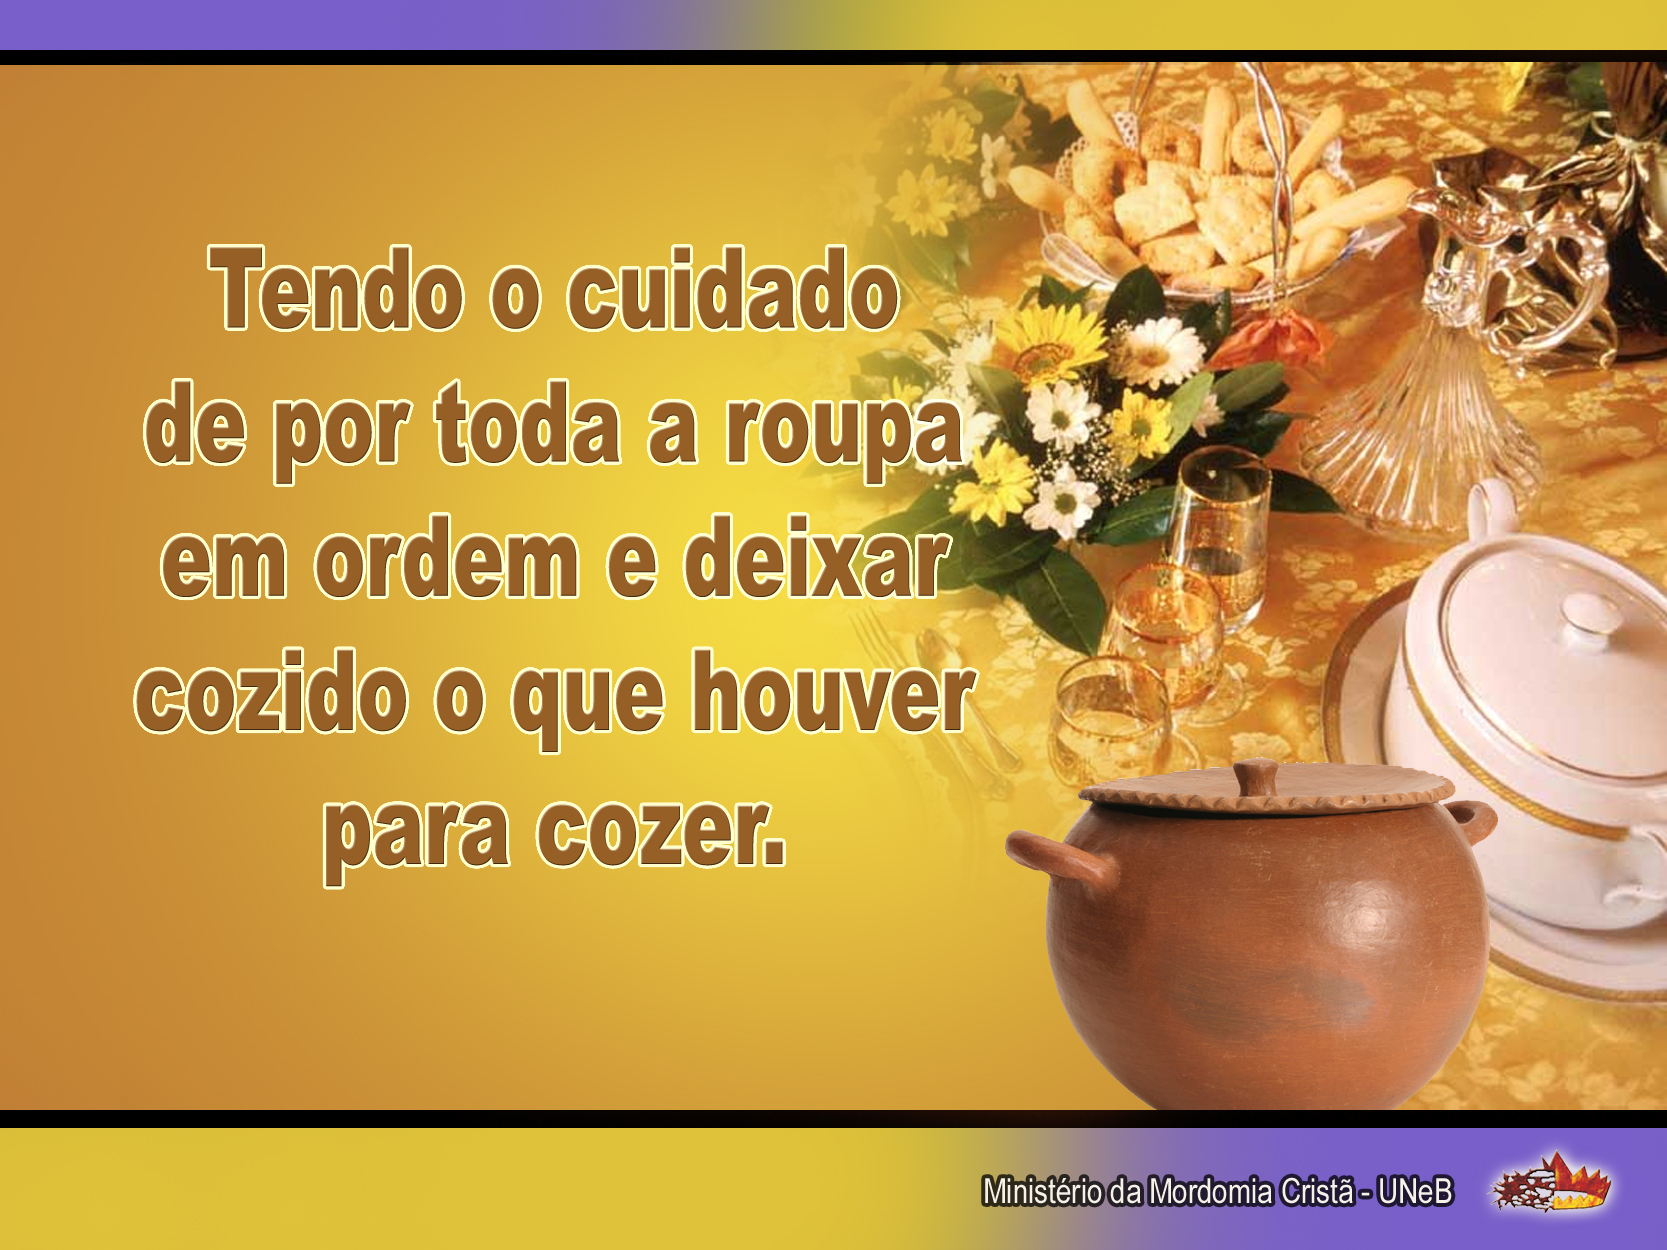 Tendo o cuidado
de por toda a roupa
em ordem e deixar
cozido o que houver
para cozer.
Ministério da Mordomia Cristã - UNeB